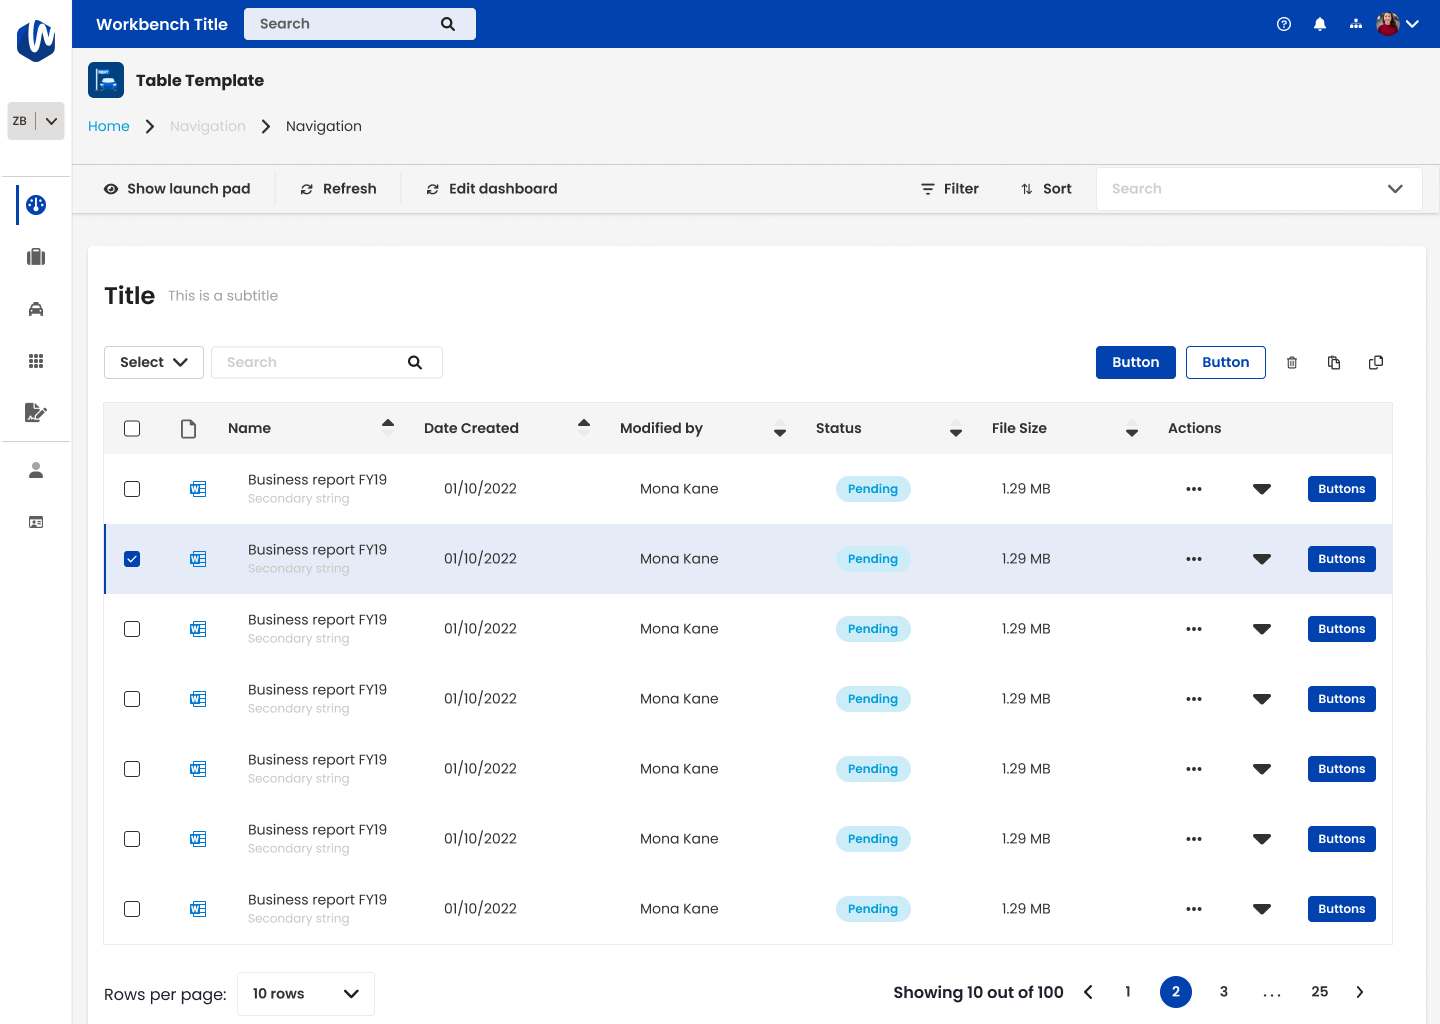 Workbench Title
Search
Table Template
ZB
Home
Navigation
Navigation
Show launch pad
Refresh
Edit dashboard
Filter
Sort
Search
Title
This is a subtitle
Select
Search
Button
Button
Name
Date Created
Modified by
Status
File Size
Actions
Business report FY19
Secondary string
01/10/2022
Mona Kane
Pending
1.29 MB
Buttons
Business report FY19
Secondary string
01/10/2022
Mona Kane
Pending
1.29 MB
Buttons
Business report FY19
Secondary string
01/10/2022
Mona Kane
Pending
1.29 MB
Buttons
Business report FY19
Secondary string
01/10/2022
Mona Kane
Pending
1.29 MB
Buttons
Business report FY19
Secondary string
01/10/2022
Mona Kane
Pending
1.29 MB
Buttons
Business report FY19
Secondary string
01/10/2022
Mona Kane
Pending
1.29 MB
Buttons
Business report FY19
Secondary string
01/10/2022
Mona Kane
Pending
1.29 MB
Buttons
Rows per page:
10 rows
Showing 10 out of 100
1
2
3
...
25